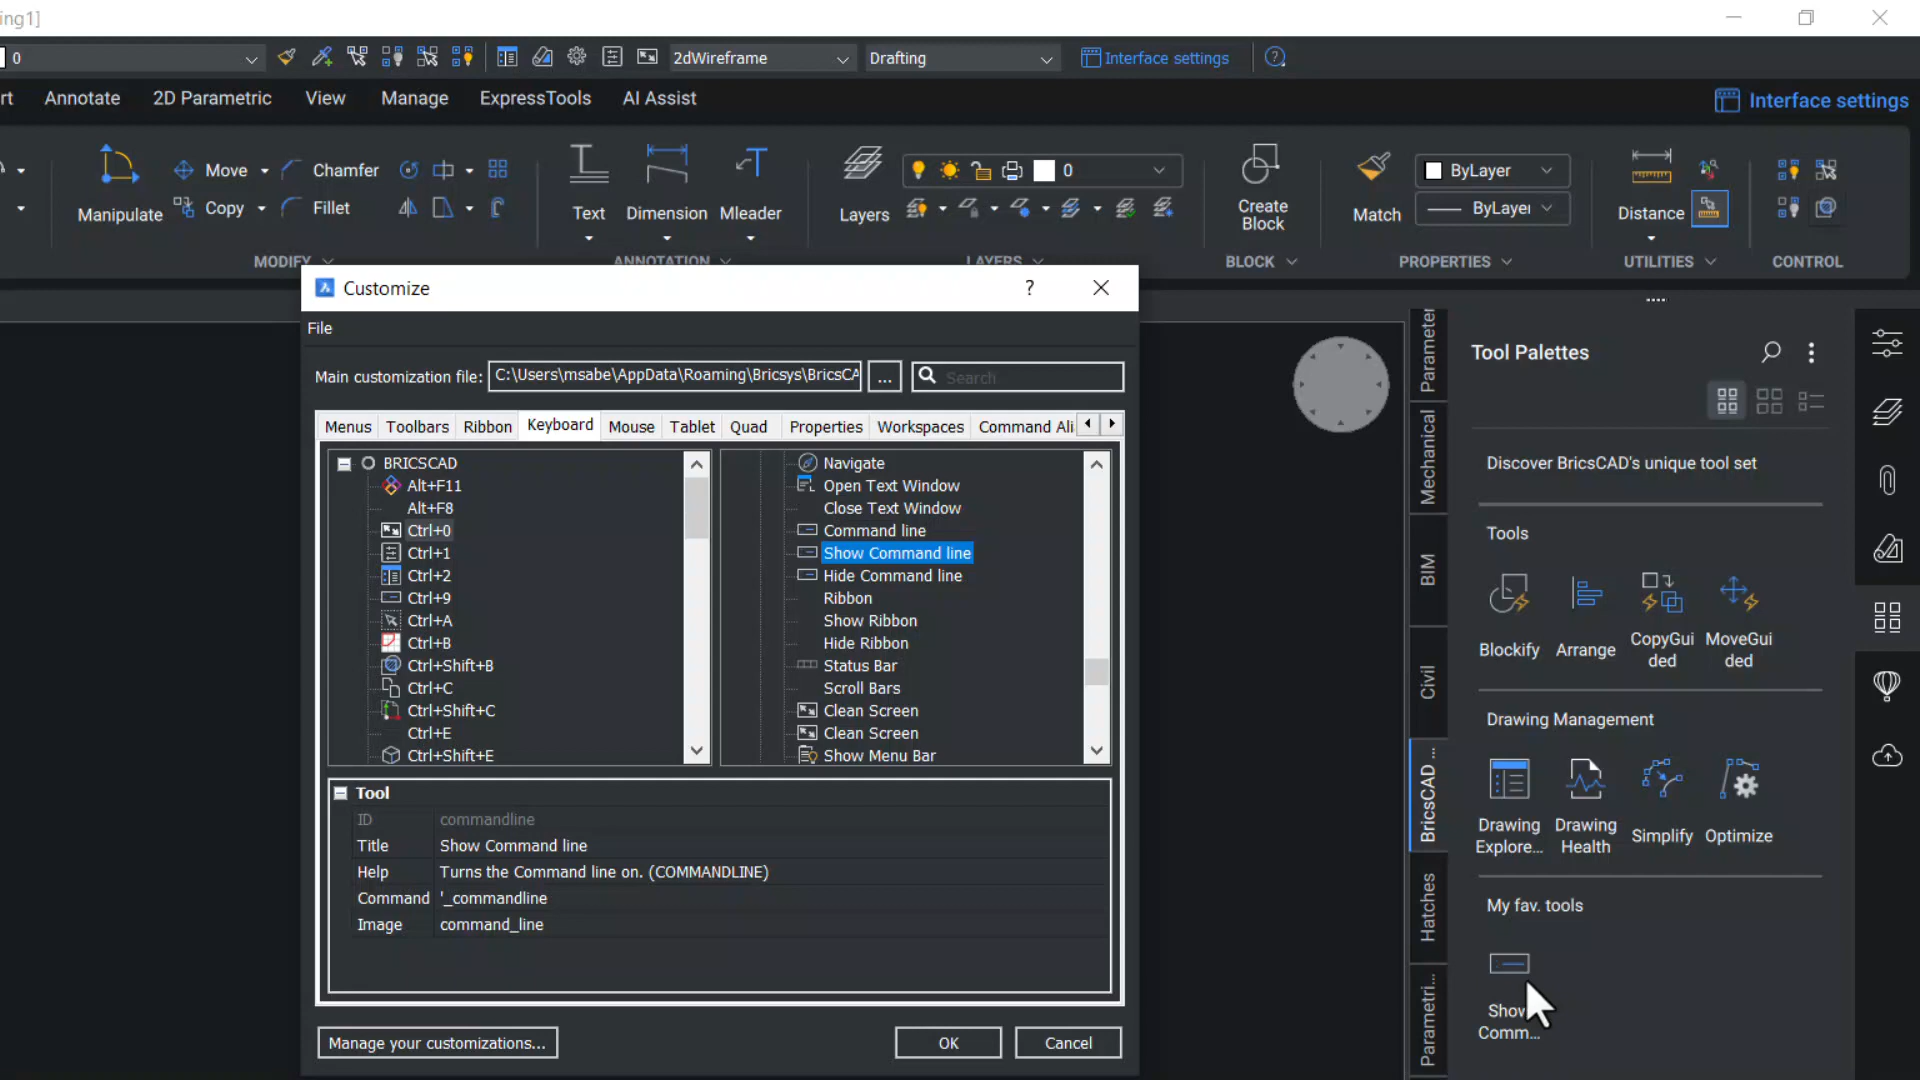 ing1]
0
2dWireframe
Drafting
Interface settings
rt
Annotate
2D Parametric
View
Manage
ExpressTools
AI Assist
Interface settings
Manipulate
Move
Copy
Chamfer
Fillet
MODIFY
Text
Dimension
Mleader
ANNOTATION
Layers
0
LAYERS
Create
Block
BLOCK
Match
ByLayer
ByLayer
PROPERTIES
Distance
UTILITIES
CONTROL
Customize
?
File
Main customization file:
C:\Users\msabe\AppData\Roaming\Bricsys\BricsCA
...
Search
Menus
Toolbars
Ribbon
Keyboard
Mouse
Tablet
Quad
Properties
Workspaces
Command Ali
BRICSCAD
Alt+F11
Alt+F8
Ctrl+0
Ctrl+1
Ctrl+2
Ctrl+9
Ctrl+A
Ctrl+B
Ctrl+Shift+B
Ctrl+C
Ctrl+Shift+C
Ctrl+E
Ctrl+Shift+E
Navigate
Open Text Window
Close Text Window
Command line
Show Command line
Hide Command line
Ribbon
Show Ribbon
Hide Ribbon
Status Bar
Scroll Bars
Clean Screen
Clean Screen
Show Menu Bar
Tool
ID commandline
Title Show Command line
Help Turns the Command line on. (COMMANDLINE)
Command '_commandline
Image command_line
Manage your customizations...
OK
Cancel
Parameter
Mechanical
BIM
Civil
BricsCAD ...
Hatches
Parametri...
Tool Palettes
Discover BricsCAD's unique tool set
Tools
Blockify
Arrange
CopyGui
ded
MoveGui
ded
Drawing Management
Drawing
Explore...
Drawing
Health
Simplify
Optimize
My fav. tools
Show
Comm...